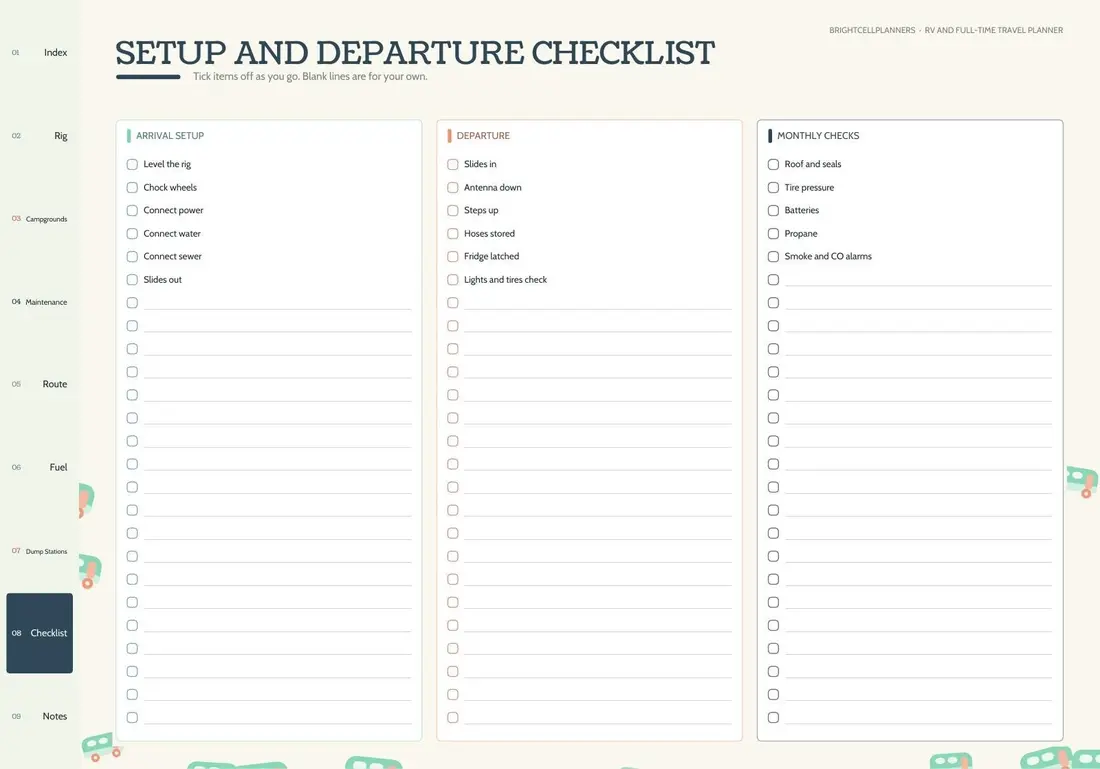 01 Index
02 Rig
03 Campgrounds
04 Maintenance
05 Route
06 Fuel
07 Dump Stations
08 Checklist
09 Notes
BRIGHTCELLPLANNERS · RV AND FULL-TIME TRAVEL PLANNER
SETUP AND DEPARTURE CHECKLIST
Tick items off as you go. Blank lines are for your own.
ARRIVAL SETUP
Level the rig
Chock wheels
Connect power
Connect water
Connect sewer
Slides out
DEPARTURE
Slides in
Antenna down
Steps up
Hoses stored
Fridge latched
Lights and tires check
MONTHLY CHECKS
Roof and seals
Tire pressure
Batteries
Propane
Smoke and CO alarms